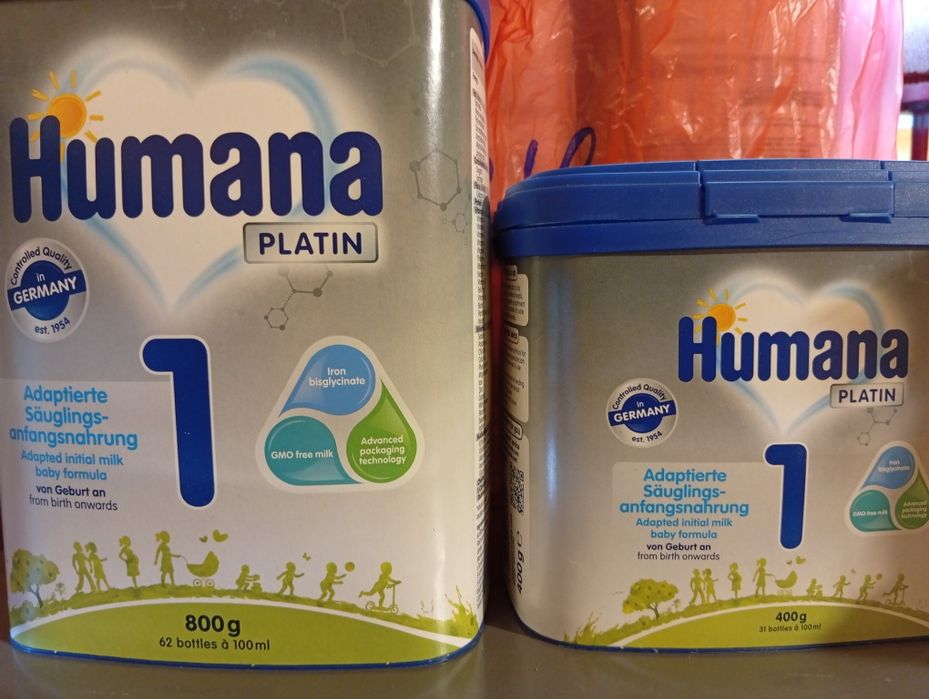 Humana
PLATIN
Controlled Quality
in
GERMANY
est. 1954
1
Adaptierte
Säuglings-
anfangsnahrung
Adapted initial milk
baby formula
von Geburt an
from birth onwards
Iron
bisglycinate
GMO free milk
Advanced
packaging
technology
800g
62 bottles à 100ml
Humana
PLATIN
Controlled Quality
in
GERMANY
est. 1954
1
Adaptierte
Säuglings-
anfangsnahrung
Adapted initial milk
baby formula
von Geburt an
from birth onwards
Iron
bisglycinate
GMO free milk
Advanced
packaging
technology
400g
31 bottles à 100ml
400g e